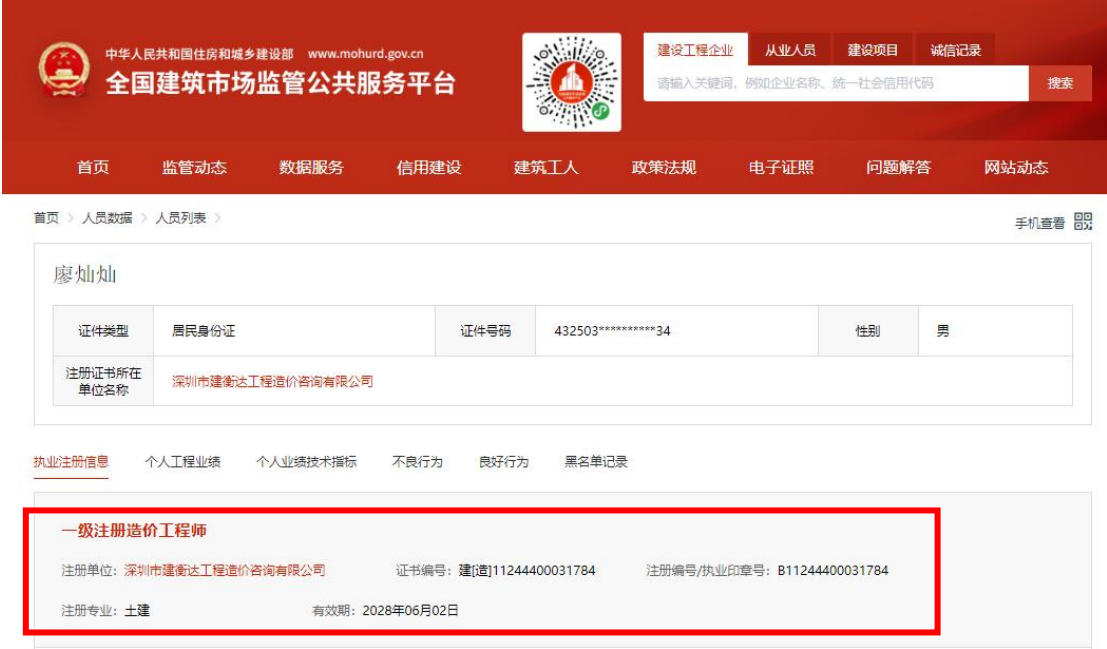 中华人民共和国住房和城乡建设部 www.mohurd.gov.cn
全国建筑市场监管公共服务平台
建设工程企业 从业人员 建设项目 诚信记录
请输入关键词，例如企业名称、统一社会信用代码 搜索
首页 监管动态 数据服务 信用建设 建筑工人 政策法规 电子证照 问题解答 网站动态
首页 > 人员数据 > 人员列表 >
手机查看
廖灿灿
证件类型 居民身份证 证件号码 432503**********34 性别 男
注册证书所在
单位名称
深圳市建衡达工程造价咨询有限公司
执业注册信息 个人工程业绩 个人业绩技术指标 不良行为 良好行为 黑名单记录
一级注册造价工程师
注册单位：深圳市建衡达工程造价咨询有限公司 证书编号：建[造]11244400031784 注册编号/执业印章号：B11244400031784
注册专业：土建 有效期：2028年06月02日